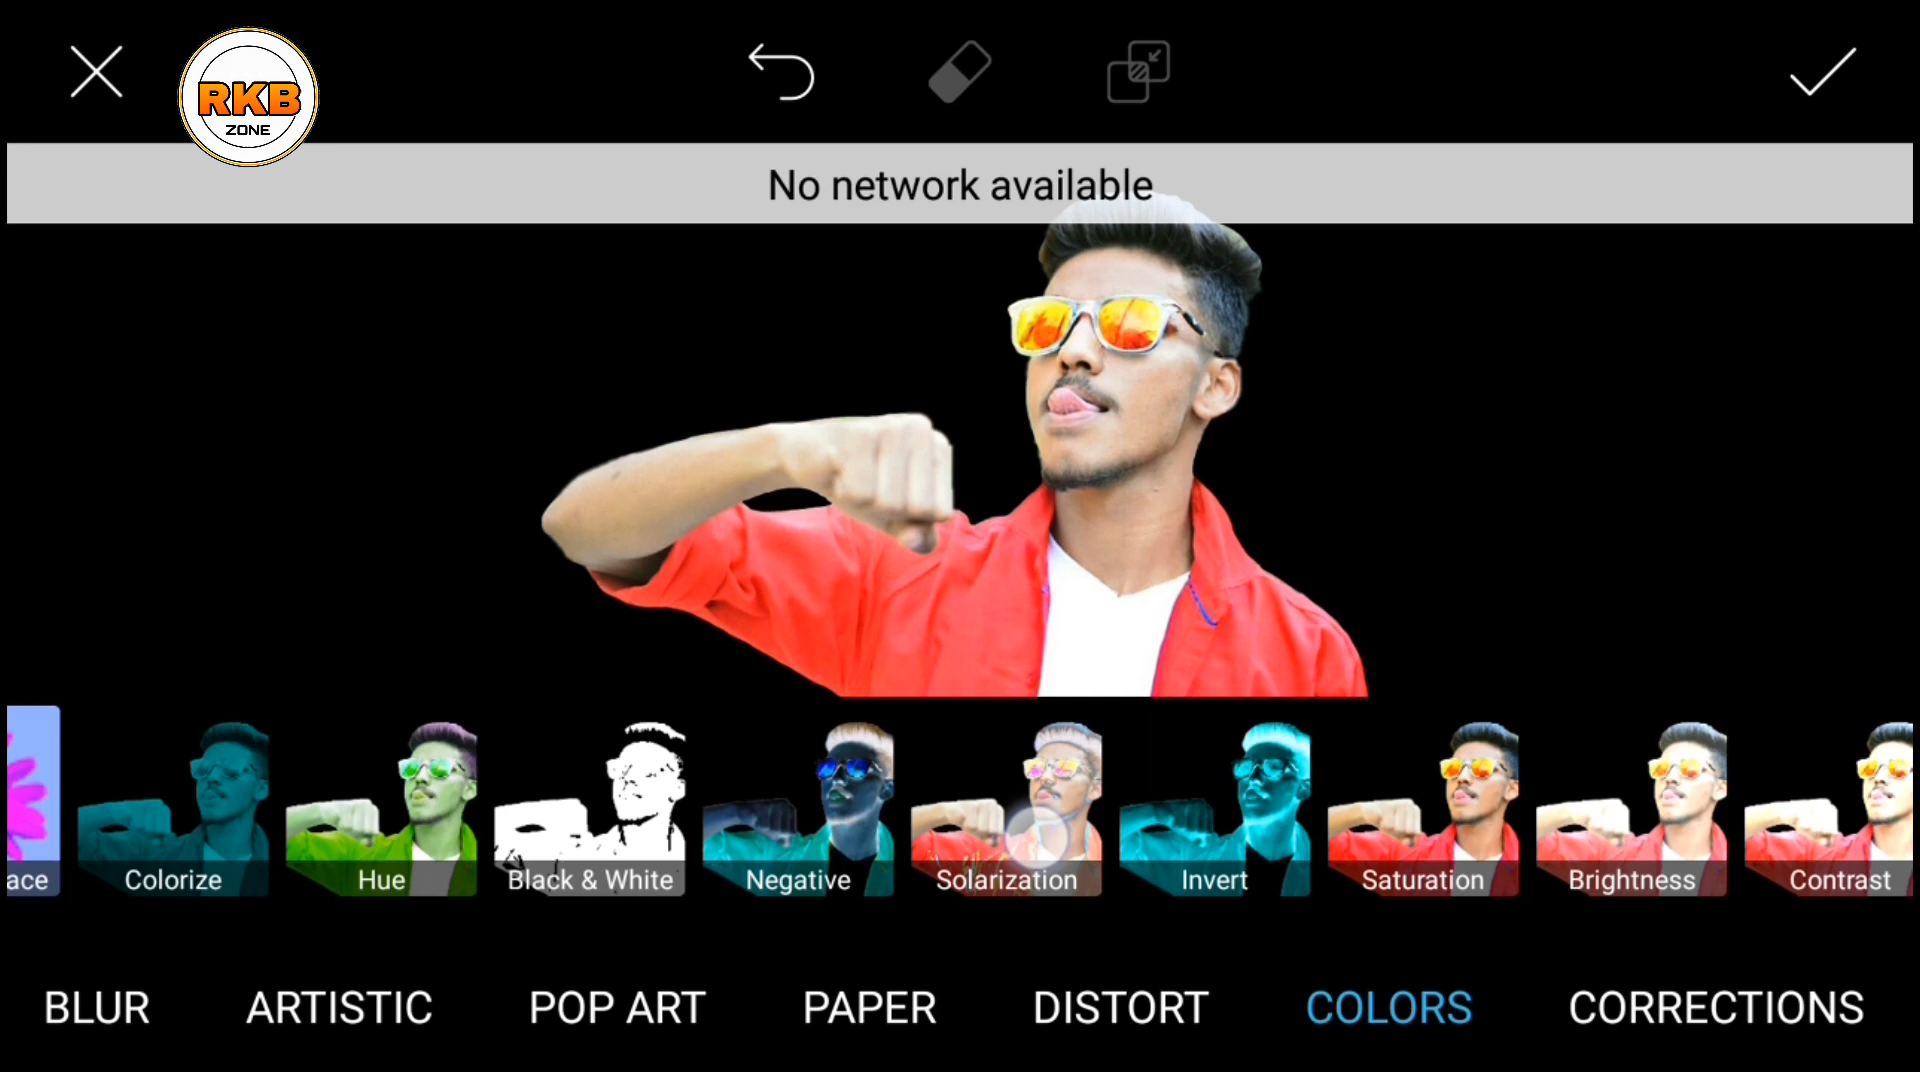 RKB
ZONE
No network available
ace
Colorize
Hue
Black & White
Negative
Solarization
Invert
Saturation
Brightness
Contrast
BLUR
ARTISTIC
POP ART
PAPER
DISTORT
COLORS
CORRECTIONS